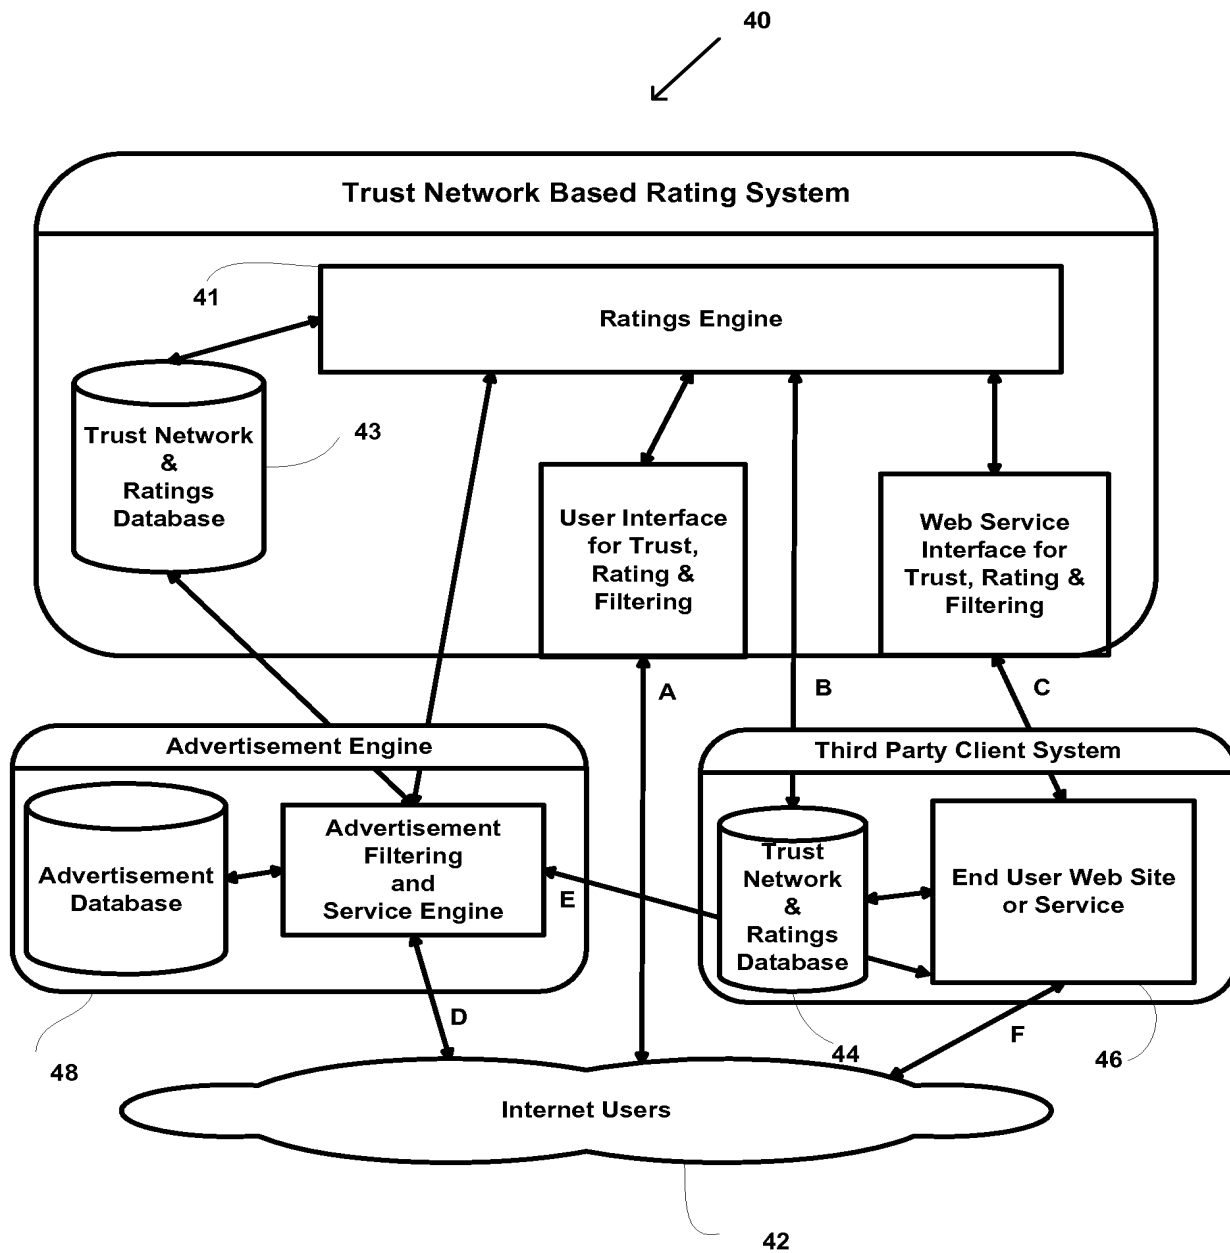 40
Trust Network Based Rating System
41
Ratings Engine
Trust Network
&
Ratings
Database
43
User Interface
for Trust,
Rating &
Filtering
Web Service
Interface for
Trust, Rating &
Filtering
A
B
C
Advertisement Engine
Third Party Client System
Advertisement
Database
Advertisement
Filtering
and
Service Engine
E
Trust
Network
&
Ratings
Database
End User Web Site
or Service
D
F
48
44
46
Internet Users
42